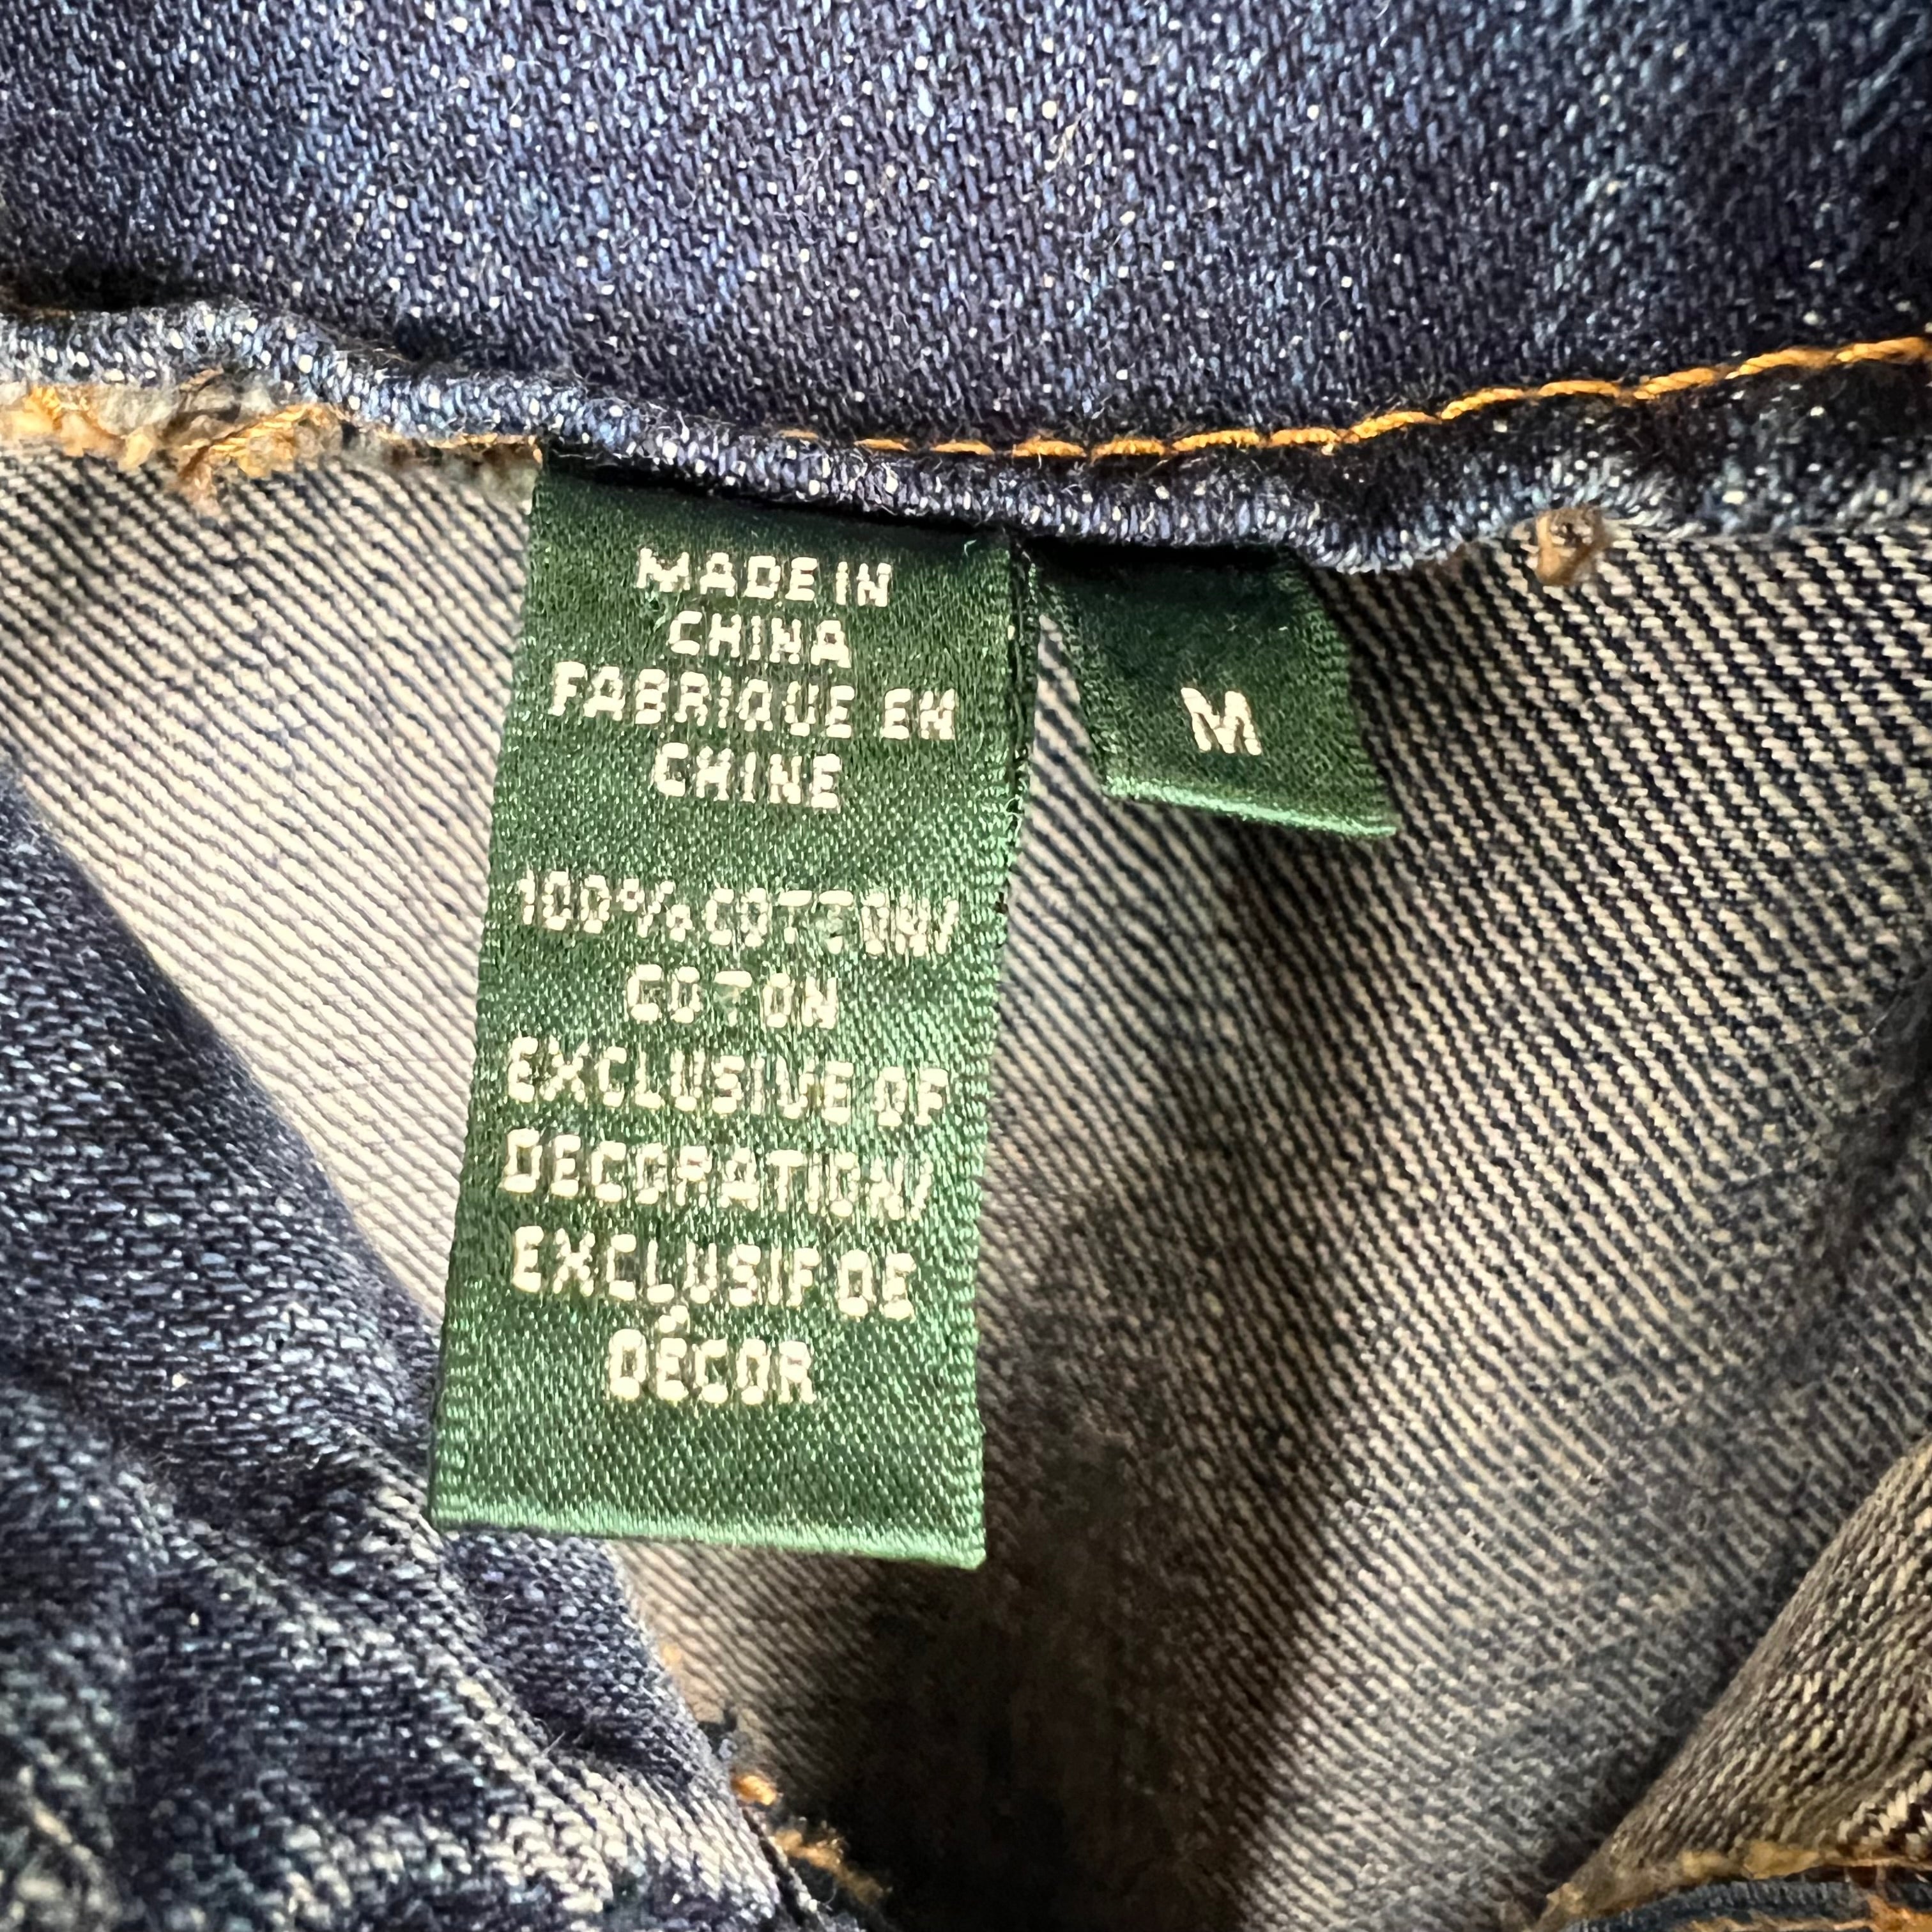 MADE IN
CHINA
FABRIQUE EN
CHINE
100% COTTON/
COTON
EXCLUSIVE OF
DECORATION/
EXCLUSIF DE
DÉCOR
M